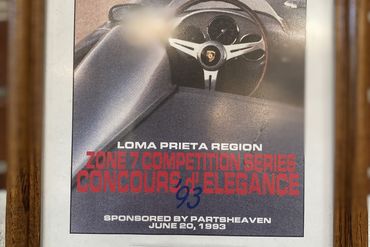 LOMA PRIETA REGION
ZONE 7 COMPETITION SERIES
CONCOURS d' ELEGANCE
'93
SPONSORED BY PARTSHEAVEN
JUNE 20, 1993